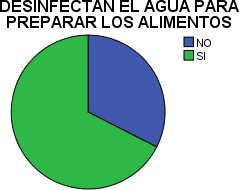 DESINFECTAN EL AGUA PARA
PREPARAR LOS ALIMENTOS
NO
SI